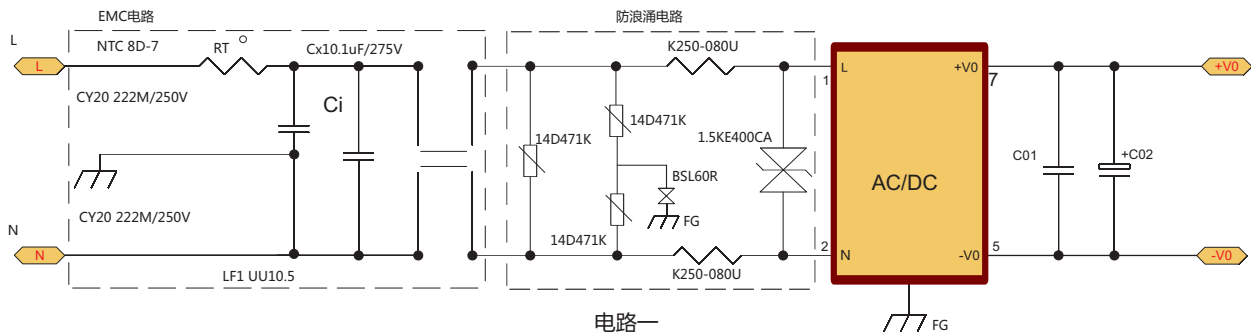 EMC电路
防浪涌电路
L
NTC 8D-7
RT
Cx10.1uF/275V
K250-080U
L
1
L
+V0
7
+V0
CY20 222M/250V
Ci
14D471K
14D471K
1.5KE400CA
BSL60R
AC/DC
C01
+C02
CY20 222M/250V
FG
N
14D471K
N
2
N
-V0
5
-V0
LF1 UU10.5
K250-080U
电路一
FG